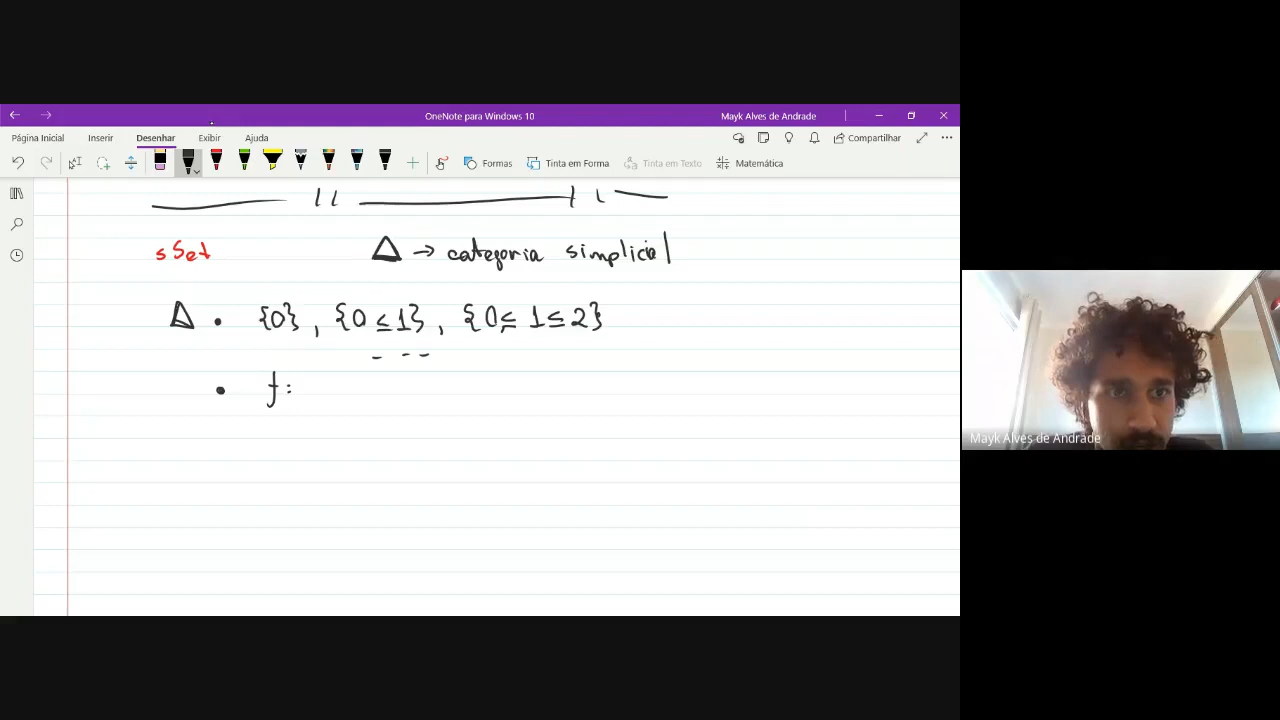 OneNote para Windows 10
Mayk Alves de Andrade
Página Inicial Inserir Desenhar Exibir Ajuda
Compartilhar
Formas Tinta em Forma Tinta em Texto Matemática
sSet Δ → categoria simplicial
Δ • {0}, {0 ≤ 1}, {0 ≤ 1 ≤ 2}
• f:
Mayk Alves de Andrade